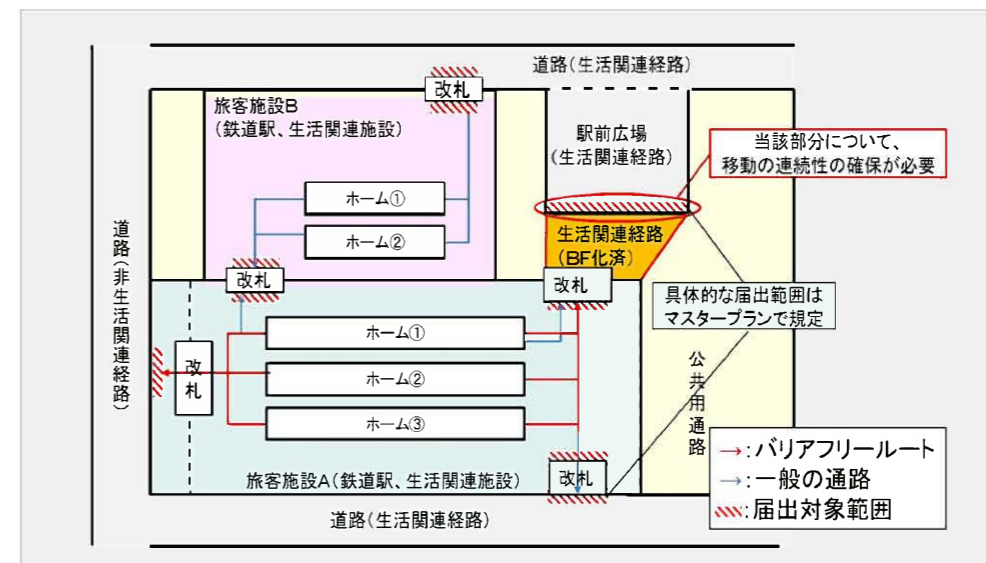 道路(生活関連経路)
改札
旅客施設B
(鉄道駅、生活関連施設)
駅前広場
(生活関連経路)
当該部分について、
移動の連続性の確保が必要
ホーム①
ホーム②
生活関連経路
(BF化済)
道路(非生活関連経路)
改札
改札
具体的な届出範囲は
マスタープランで規定
ホーム①
改札
ホーム②
公共用通路
ホーム③
→:バリアフリールート
→:一般の通路
:届出対象範囲
旅客施設A(鉄道駅、生活関連施設)
改札
道路(生活関連経路)